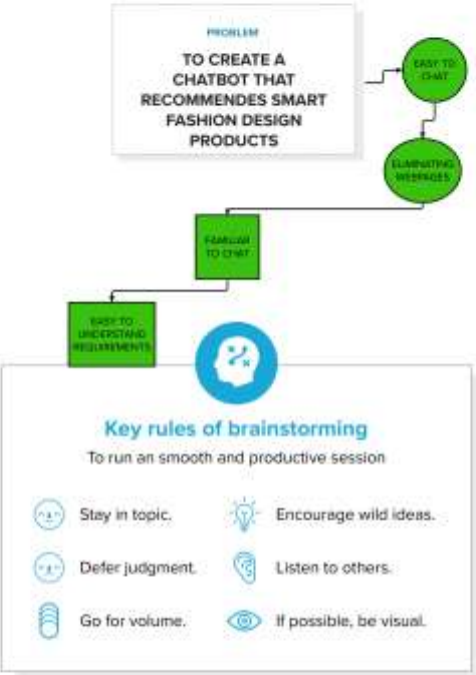 PROBLEM
TO CREATE A
CHATBOT THAT
RECOMMENDES SMART
FASHION DESIGN
PRODUCTS
EASY TO
CHAT
ELIMINATING
WEBPAGES
FAMILIAR
TO CHAT
EASY TO
UNDERSTAND
REQUIREMENTS
Key rules of brainstorming
To run an smooth and productive session
Stay in topic.
Encourage wild ideas.
Defer judgment.
Listen to others.
Go for volume.
If possible, be visual.